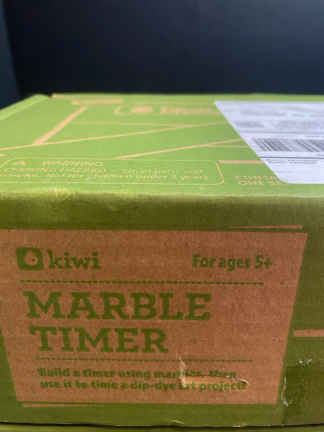 WARNING
kiwi
For ages 5+
MARBLE
TIMER
Build a timer using marbles, then
use it to time a dip-dye art project!